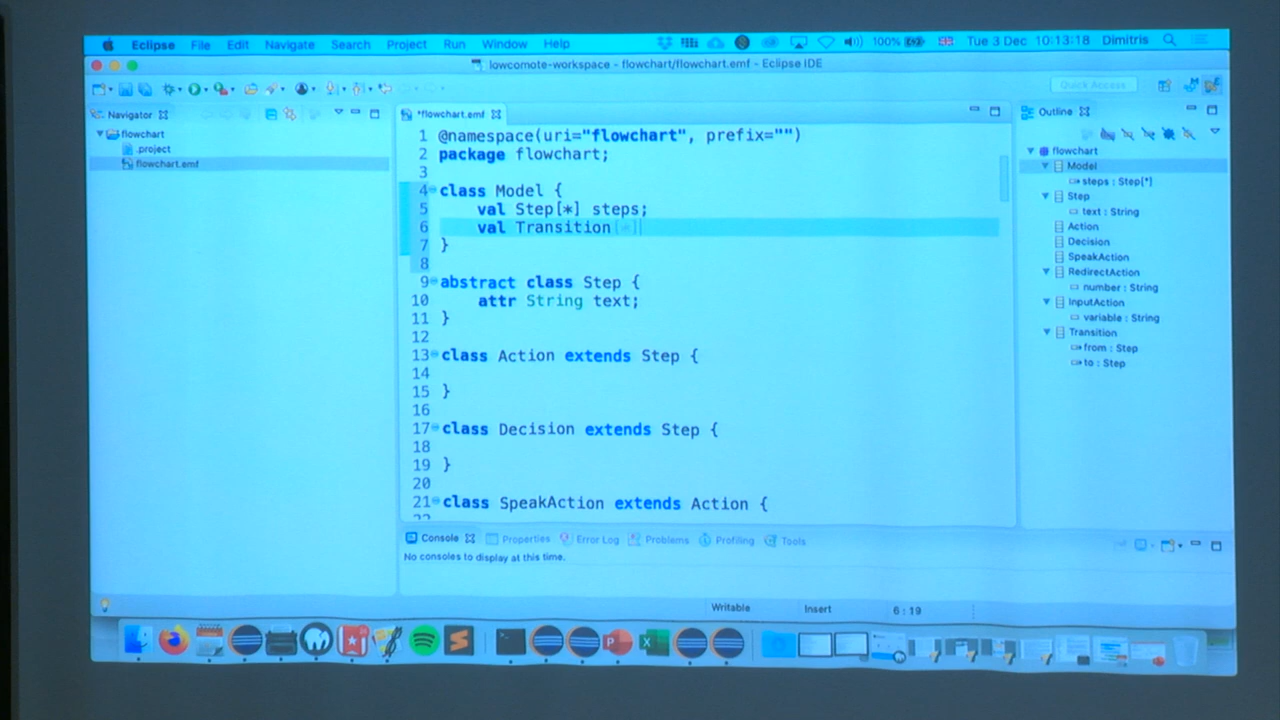 Eclipse File Edit Navigate Search Project Run Window Help 100% Tue 3 Dec 10:13:18 Dimitris
lowcomote-workspace - flowchart/flowchart.emf - Eclipse IDE
Quick Access
Navigator
flowchart
.project
flowchart.emf
*flowchart.emf
1 @namespace(uri="flowchart", prefix="")
2 package flowchart;
3
4 class Model {
5 val Step[*] steps;
6 val Transition[*]
7 }
8
9 abstract class Step {
10 attr String text;
11 }
12
13 class Action extends Step {
14
15 }
16
17 class Decision extends Step {
18
19 }
20
21 class SpeakAction extends Action {
22
Outline
flowchart
Model
steps : Step[*]
Step
text : String
Action
Decision
SpeakAction
RedirectAction
number : String
InputAction
variable : String
Transition
from : Step
to : Step
Console Properties Error Log Problems Profiling Tools
No consoles to display at this time.
Writable Insert 6 : 19